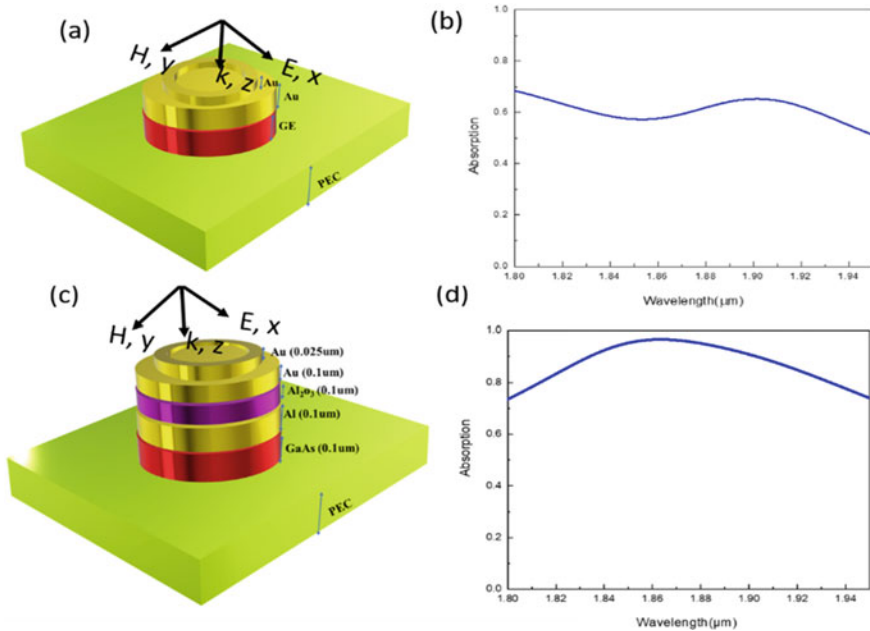 (a)
H, y
k, z
E, x
Au
Au
GE
PEC
(b)
1.0
0.8
0.6
0.4
0.2
0.0
Absorption
1.80 1.82 1.84 1.86 1.88 1.90 1.92 1.94
Wavelength(μm)
(c)
H, y
k, z
E, x
Au (0.025um)
Au (0.1um)
Al₂o₃ (0.1um)
Al (0.1um)
GaAs (0.1um)
PEC
(d)
1.0
0.8
0.6
0.4
0.2
0.0
Absorption
1.80 1.82 1.84 1.86 1.88 1.90 1.92 1.94
Wavelength(μm)